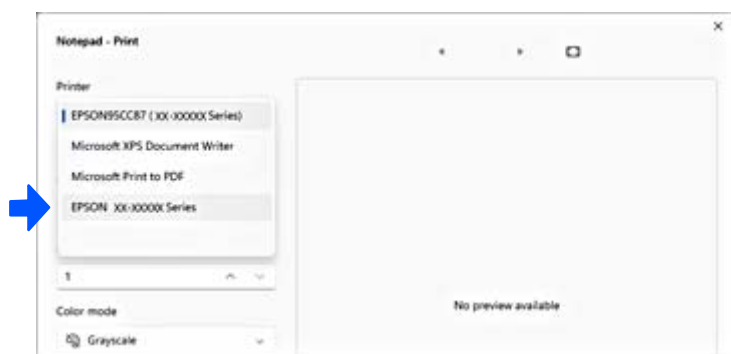 Notepad - Print
Printer
EPSON95CC87 ( XX-XXXXX Series)
Microsoft XPS Document Writer
Microsoft Print to PDF
EPSON XX-XXXXX Series
1
Color mode
Grayscale
No preview available